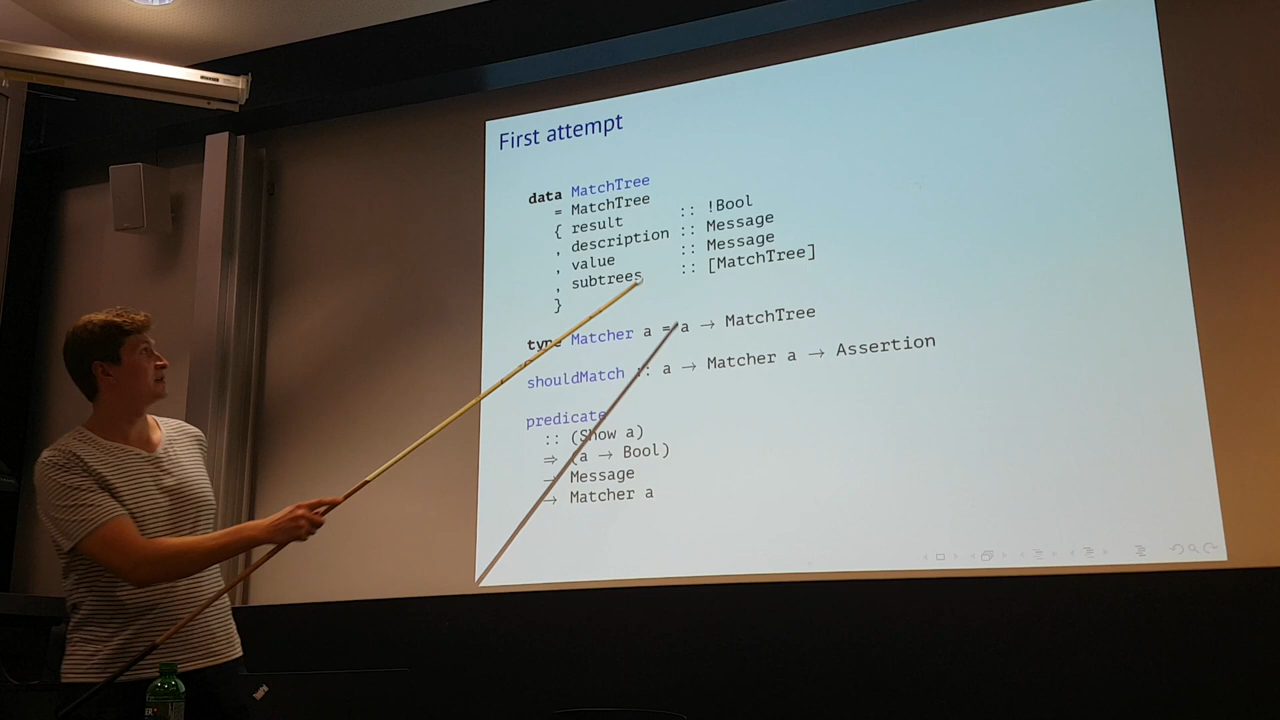 First attempt
data MatchTree
= MatchTree
{ result :: !Bool
, description :: Message
, value :: Message
, subtrees :: [MatchTree]
}
type Matcher a = a → MatchTree
shouldMatch :: a → Matcher a → Assertion
predicate
:: (Show a)
⇒ (a → Bool)
→ Message
→ Matcher a